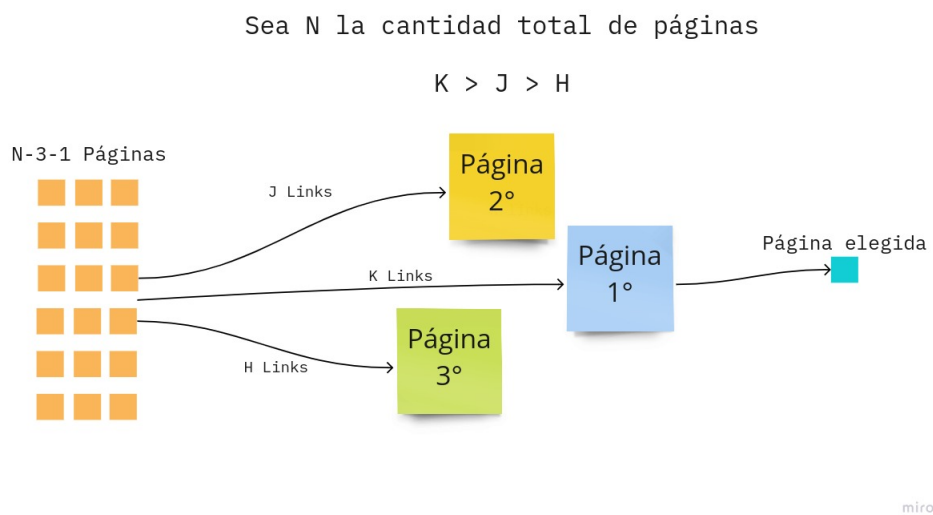 Sea N la cantidad total de páginas
K > J > H
N-3-1 Páginas
J Links
Página
2°
K Links
Página
1°
Página elegida
H Links
Página
3°
miro